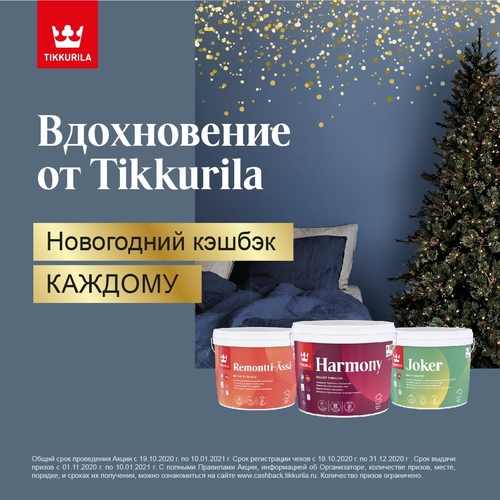 TIKKURILA
Вдохновение
от Tikkurila
Новогодний кэшбэк
КАЖДОМУ
TIKKURILA
Remontti-Ässä
TIKKURILA
Harmony
TIKKURILA
Joker
Общий срок проведения Акции с 19.10.2020 г. по 10.01.2021 г. Срок регистрации чеков с 19.10.2020 г. по 31.12.2020 г . Срок выдачи
призов с 01.11.2020 г. по 10.01.2021 г. С полными Правилами Акции, информацией об Организаторе, количестве призов, месте,
порядке, и сроках их получения, можно ознакомиться на сайте www.cashback.tikkurila.ru. Количество призов ограничено.